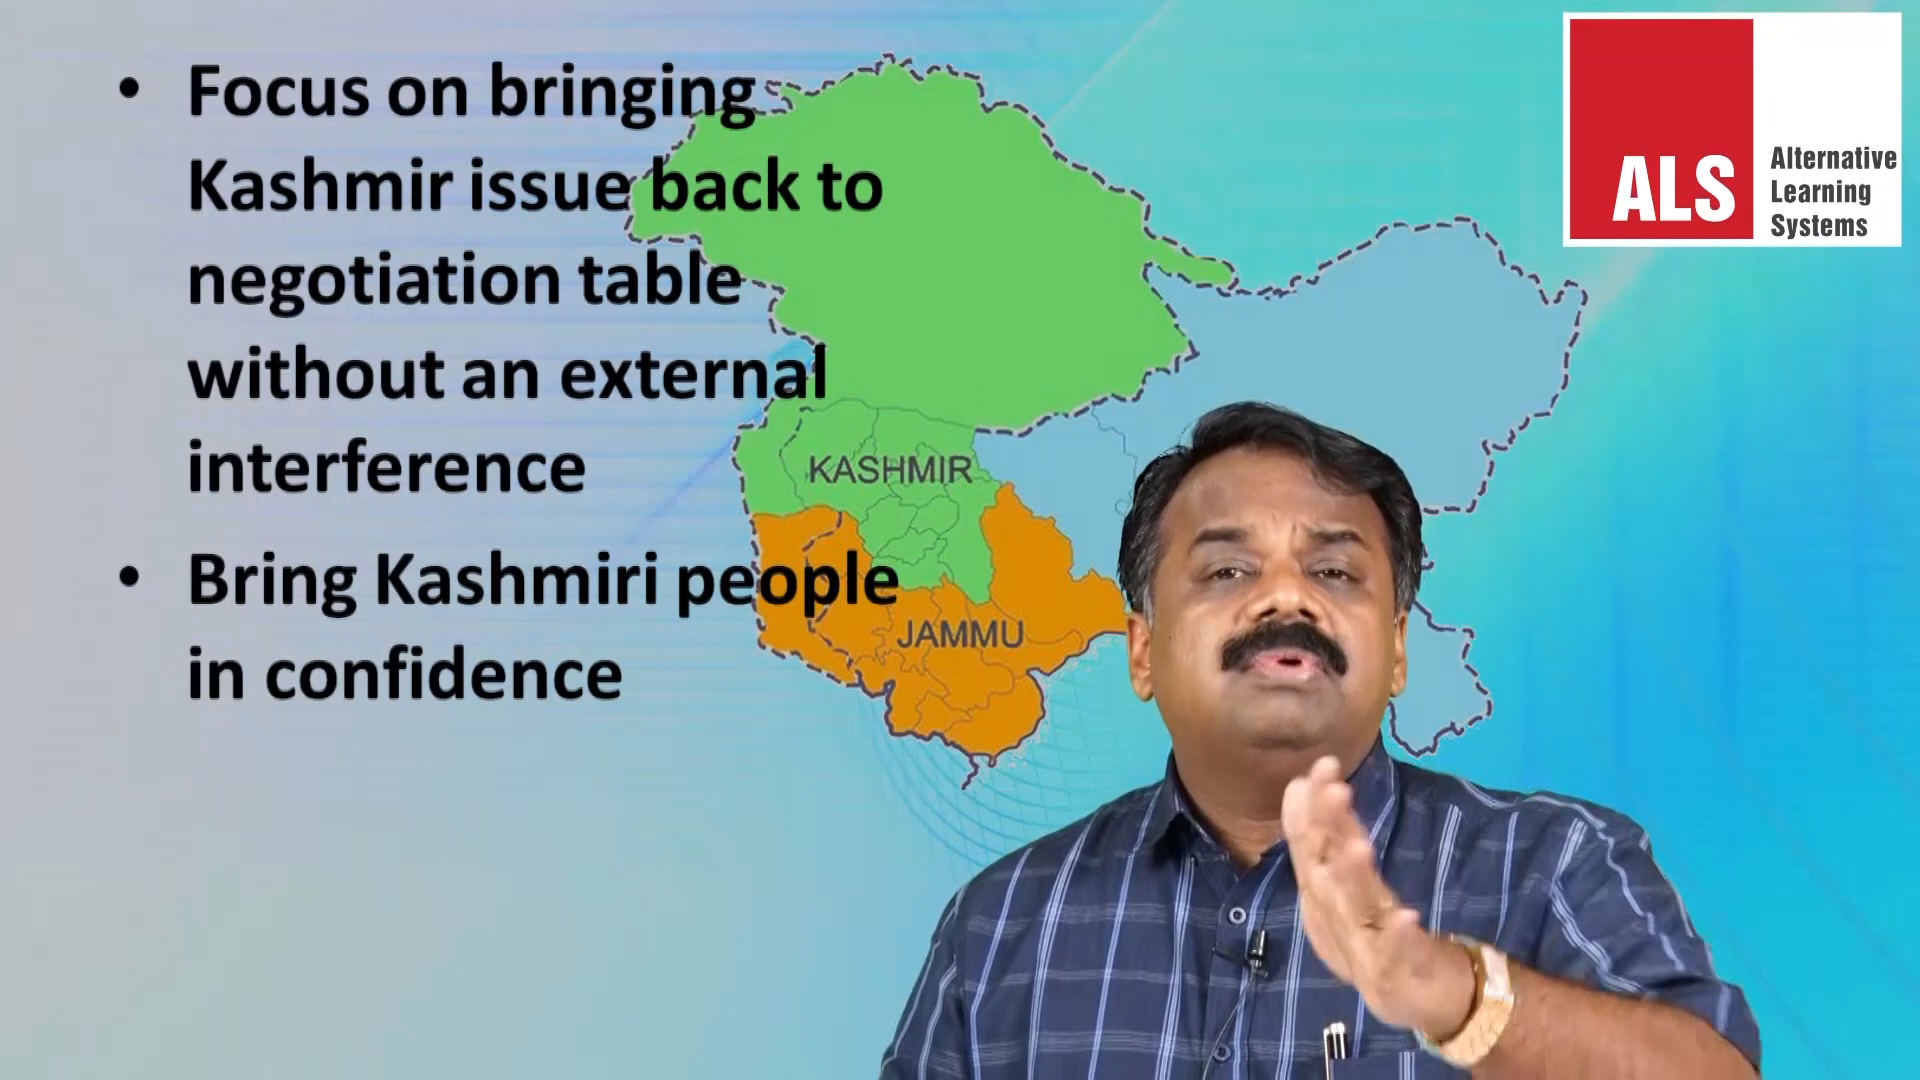 • Focus on bringing
Kashmir issue back to
negotiation table
without an external
interference
• Bring Kashmiri people
in confidence
KASHMIR
JAMMU
ALS
Alternative
Learning
Systems